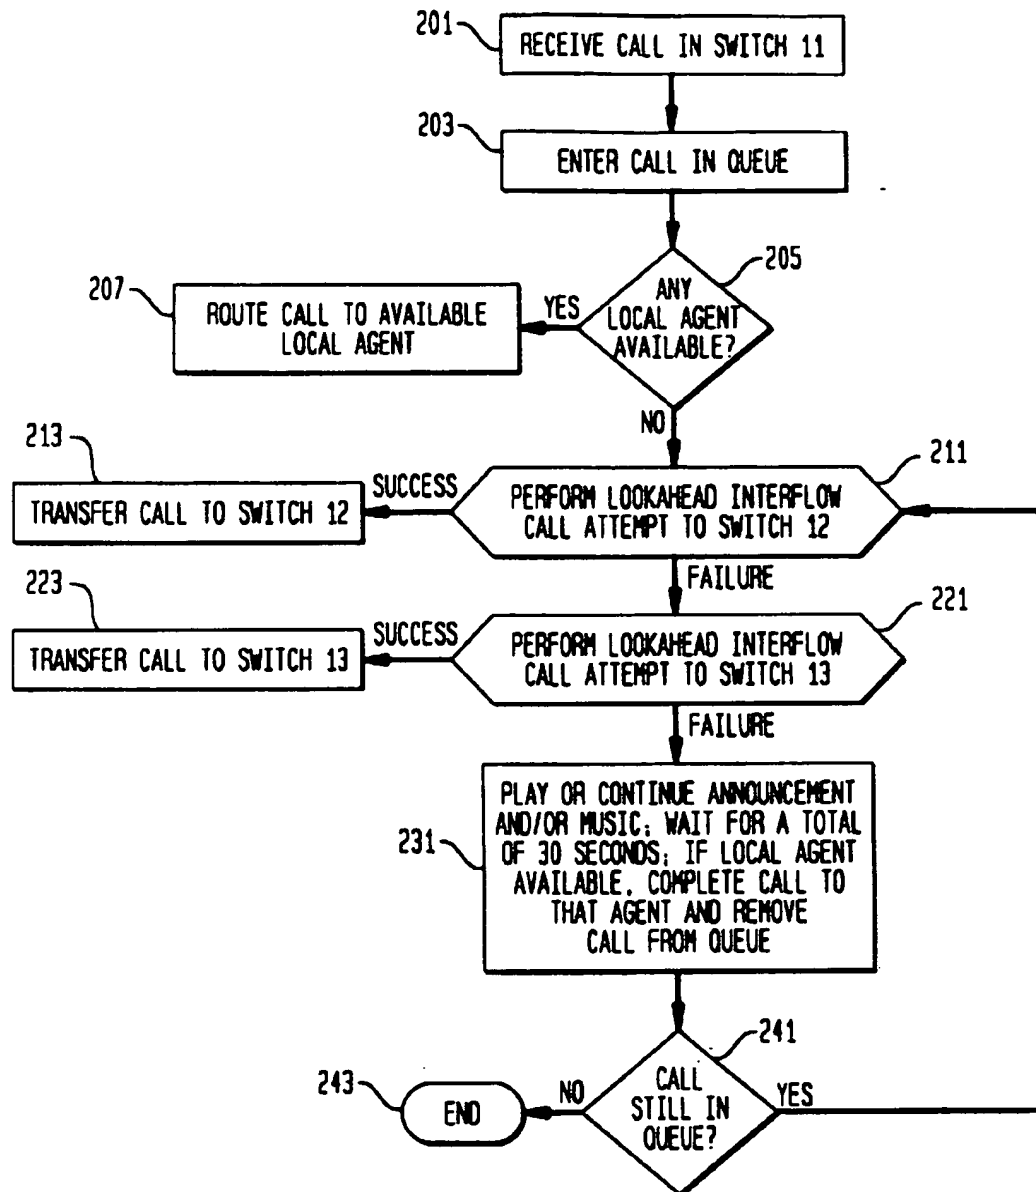 201
RECEIVE CALL IN SWITCH 11
203
ENTER CALL IN QUEUE
205
ANY
LOCAL AGENT
AVAILABLE?
YES
207
ROUTE CALL TO AVAILABLE
LOCAL AGENT
NO
211
PERFORM LOOKAHEAD INTERFLOW
CALL ATTEMPT TO SWITCH 12
SUCCESS
213
TRANSFER CALL TO SWITCH 12
FAILURE
221
PERFORM LOOKAHEAD INTERFLOW
CALL ATTEMPT TO SWITCH 13
SUCCESS
223
TRANSFER CALL TO SWITCH 13
FAILURE
231
PLAY OR CONTINUE ANNOUNCEMENT
AND/OR MUSIC; WAIT FOR A TOTAL
OF 30 SECONDS; IF LOCAL AGENT
AVAILABLE, COMPLETE CALL TO
THAT AGENT AND REMOVE
CALL FROM QUEUE
241
CALL
STILL IN
QUEUE?
YES
NO
243
END